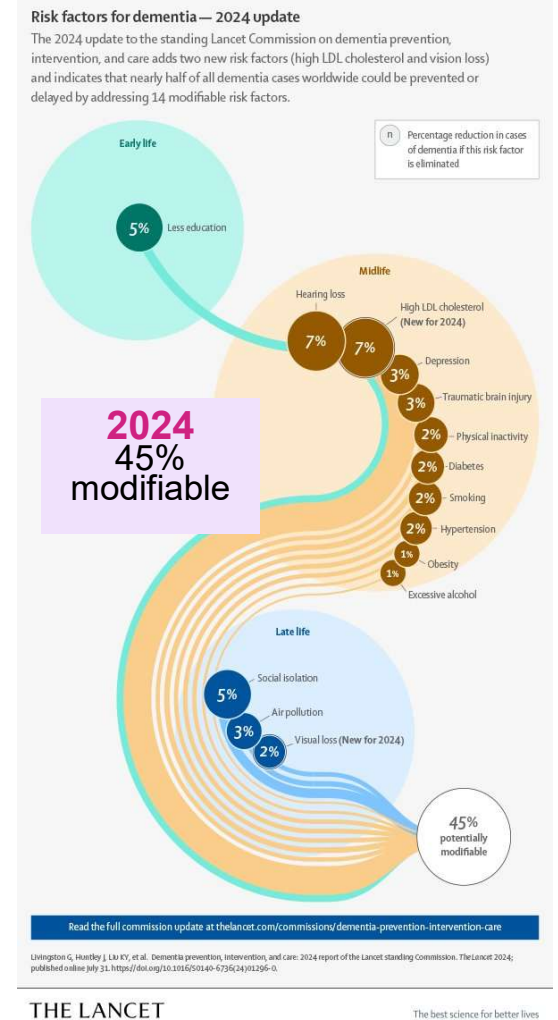 Risk factors for dementia — 2024 update
The 2024 update to the standing Lancet Commission on dementia prevention,
intervention, and care adds two new risk factors (high LDL cholesterol and vision loss)
and indicates that nearly half of all dementia cases worldwide could be prevented or
delayed by addressing 14 modifiable risk factors.
n Percentage reduction in cases
of dementia if this risk factor
is eliminated
Early life
5% Less education
Midlife
Hearing loss
7%
High LDL cholesterol
(New for 2024)
7%
3% Depression
3% Traumatic brain injury
2% Physical inactivity
2% Diabetes
2% Smoking
2% Hypertension
1% Obesity
1% Excessive alcohol
2024
45%
modifiable
Late life
5% Social isolation
3% Air pollution
2% Visual loss (New for 2024)
45%
potentially
modifiable
Read the full commission update at thelancet.com/commissions/dementia-prevention-intervention-care
Livingston G, Huntley J, Liu KY, et al. Dementia prevention, intervention, and care: 2024 report of the Lancet standing Commission. The Lancet 2024;
published online July 31. https://doi.org/10.1016/S0140-6736(24)01296-0.
THE LANCET
The best science for better lives